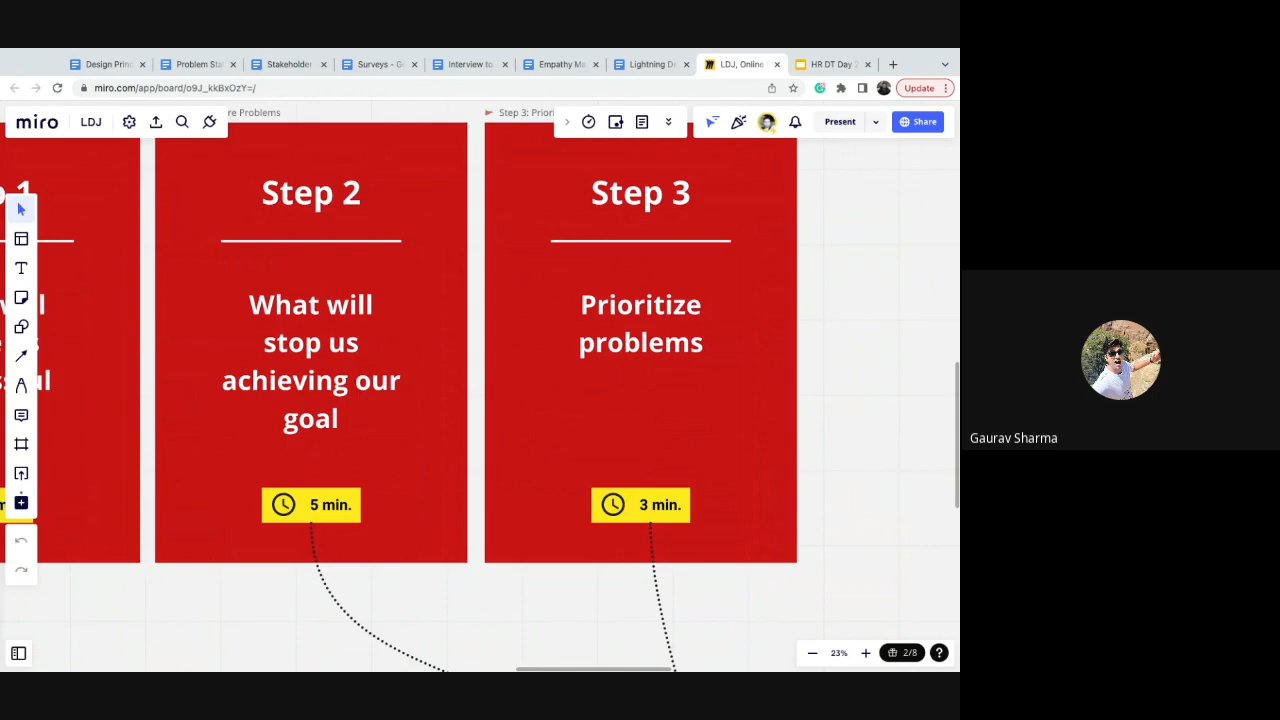 Design Prin
Problem Sta
Stakeholder
Surveys - G
Interview to
Empathy Ma
Lightning De
LDJ, Online
HR DT Day 2
miro.com/app/board/o9J_kkBxOzY=/
Update
re Problems
Step 3: Prior
miro
LDJ
Present
Share
Step 2
Step 3
What will
stop us
achieving our
goal
Prioritize
problems
5 min.
3 min.
Gaurav Sharma
23%
2/8